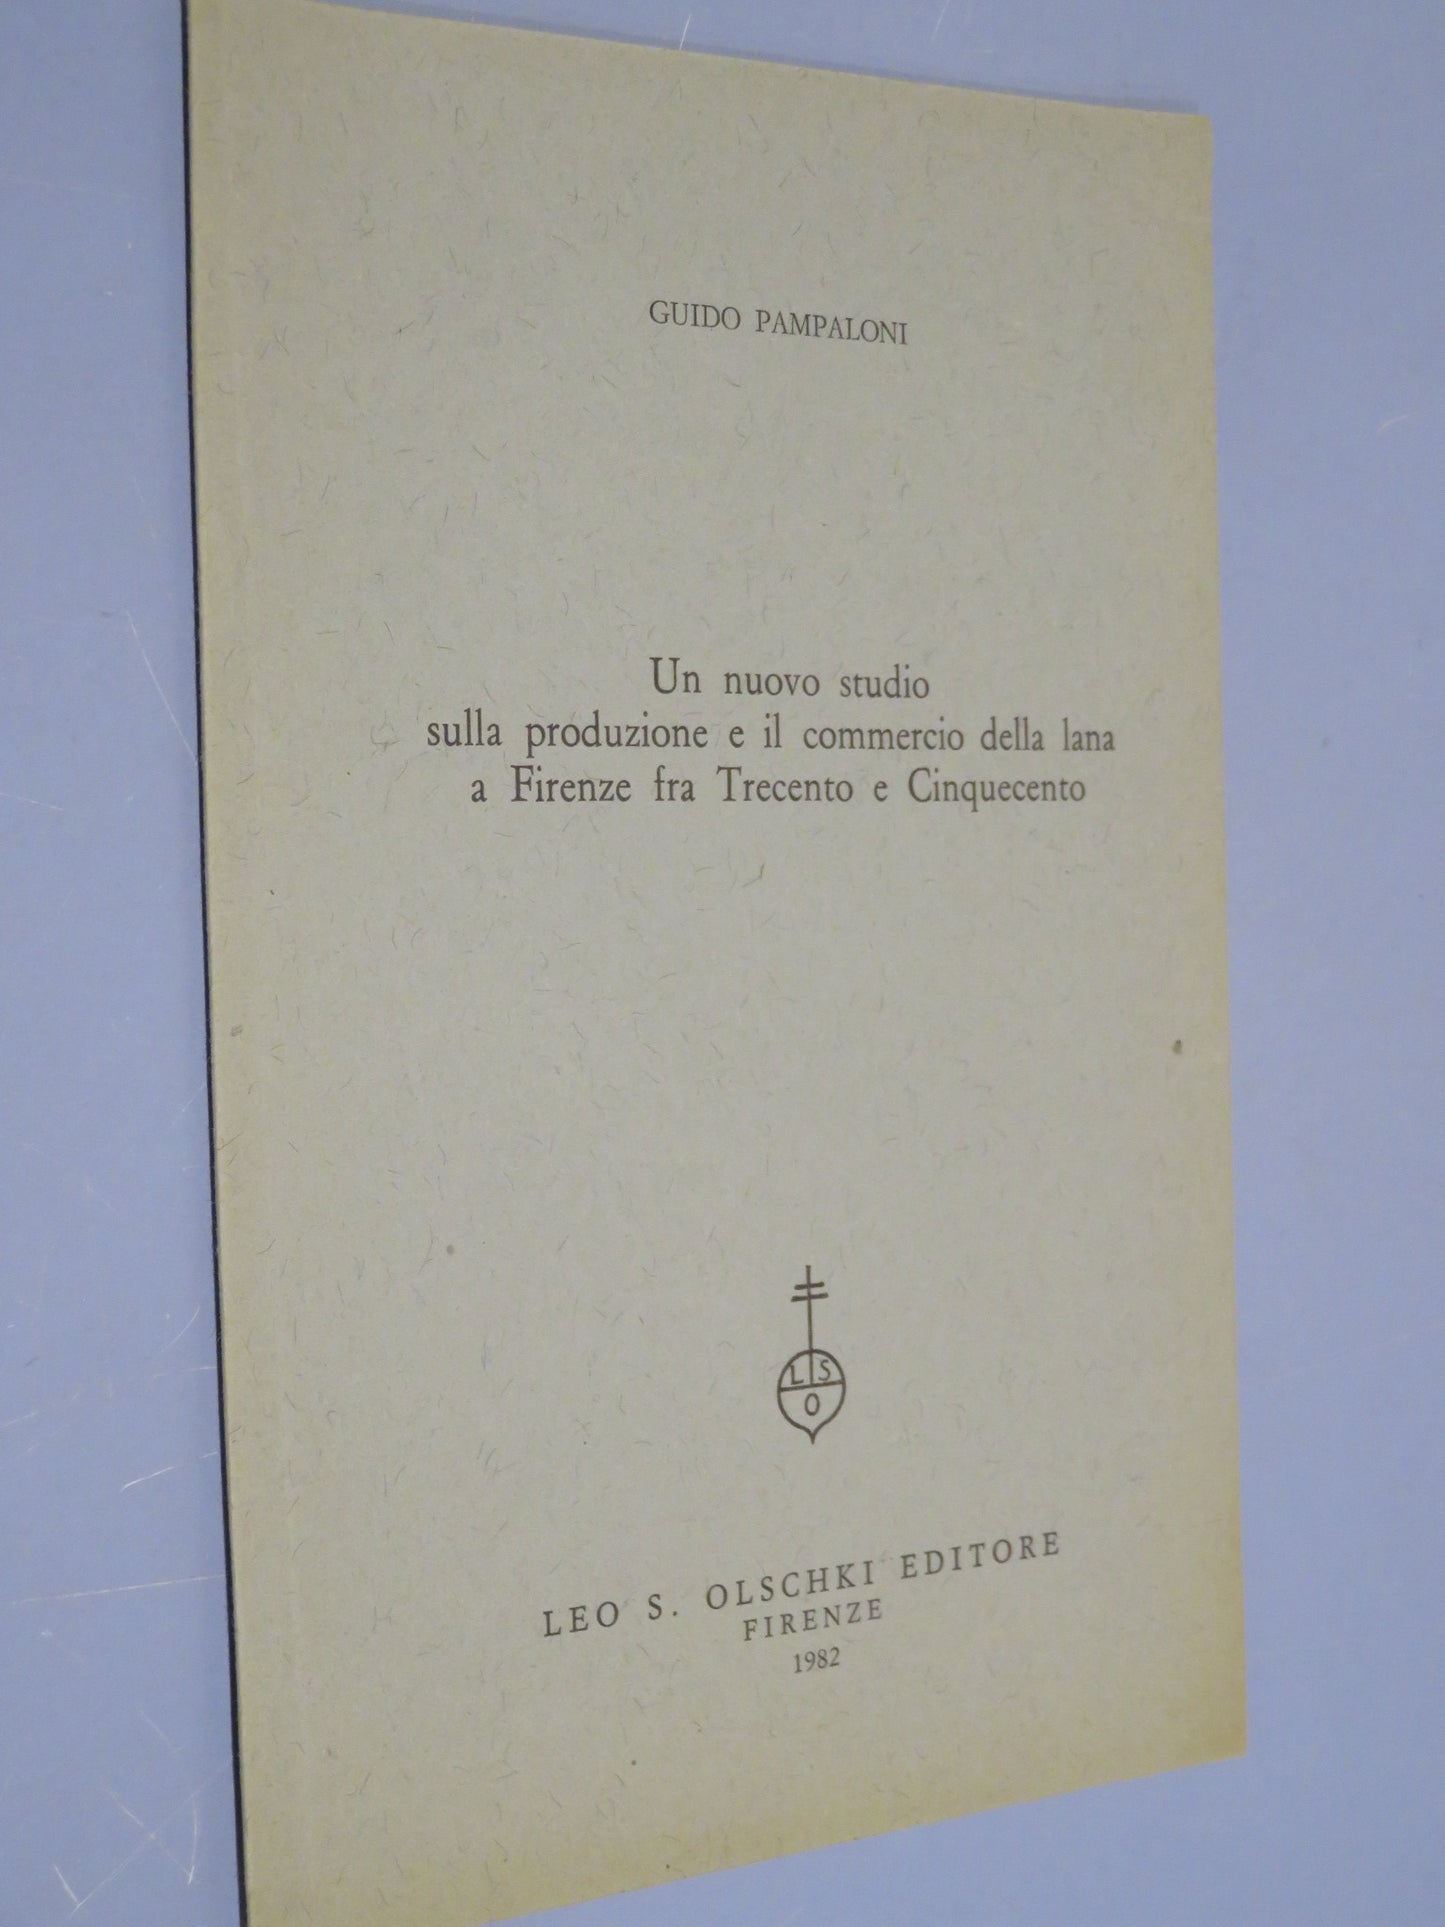 GUIDO PAMPALONI
Un nuovo studio
sulla produzione e il commercio della lana
a Firenze fra Trecento e Cinquecento
L S
O
LEO S. OLSCHKI EDITORE
FIRENZE
1982